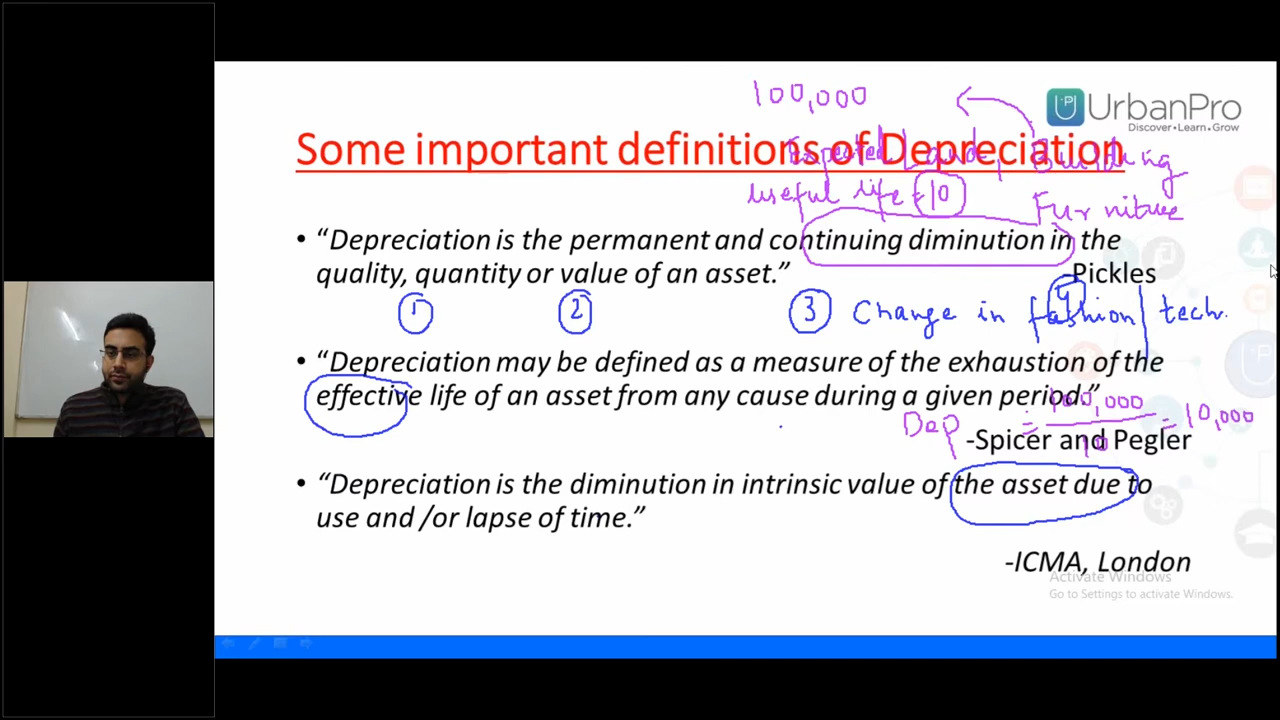 100,000
UrbanPro
Discover • Learn • Grow
Some important definitions of Depreciation
Expected Land, Building
useful life = 10 Furniture
• “Depreciation is the permanent and continuing diminution in the
quality, quantity or value of an asset.” -Pickles
1 2 3 4 Change in fashion/tech.
• “Depreciation may be defined as a measure of the exhaustion of the
effective life of an asset from any cause during a given period.”
Dep = 100,000 / 10 = 10,000
-Spicer and Pegler
• “Depreciation is the diminution in intrinsic value of the asset due to
use and /or lapse of time.”
-ICMA, London
Activate Windows
Go to Settings to activate Windows.